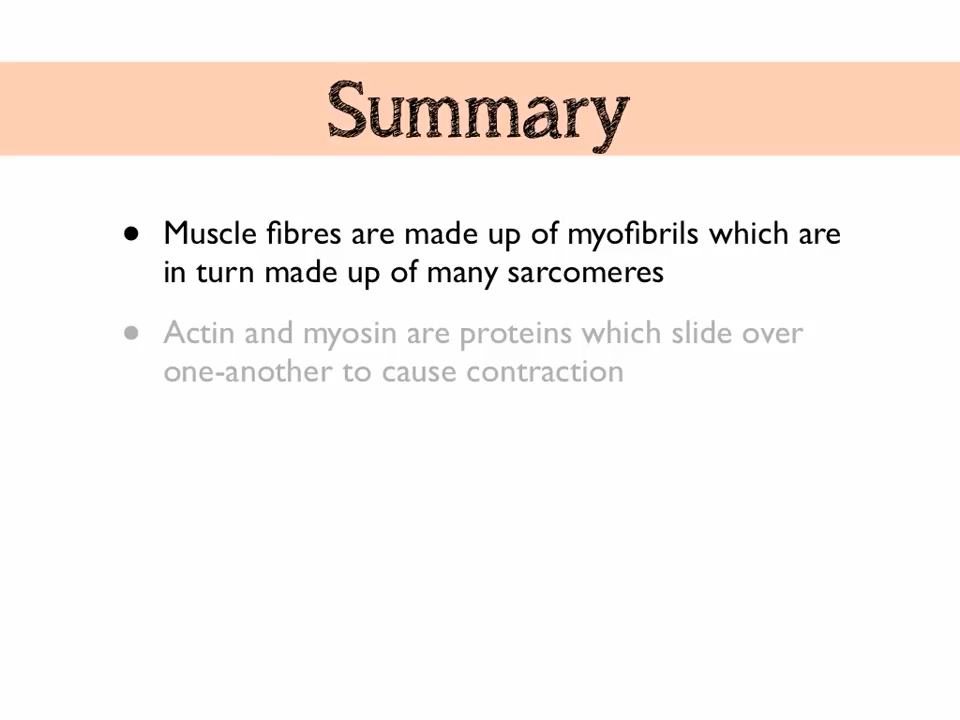 Summary
• Muscle fibres are made up of myofibrils which are
in turn made up of many sarcomeres
• Actin and myosin are proteins which slide over
one-another to cause contraction